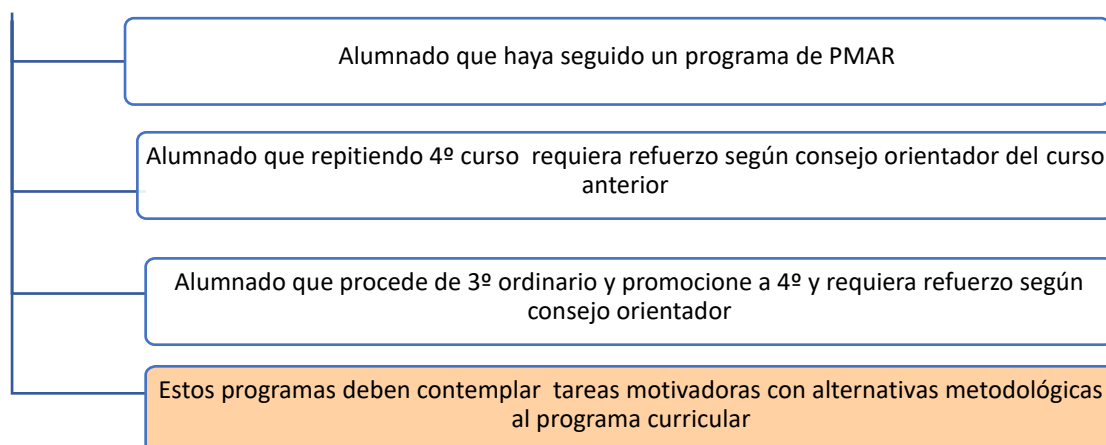 Alumnado que haya seguido un programa de PMAR
Alumnado que repitiendo 4º curso requiera refuerzo según consejo orientador del curso
anterior
Alumnado que procede de 3º ordinario y promocione a 4º y requiera refuerzo según
consejo orientador
Estos programas deben contemplar tareas motivadoras con alternativas metodológicas
al programa curricular